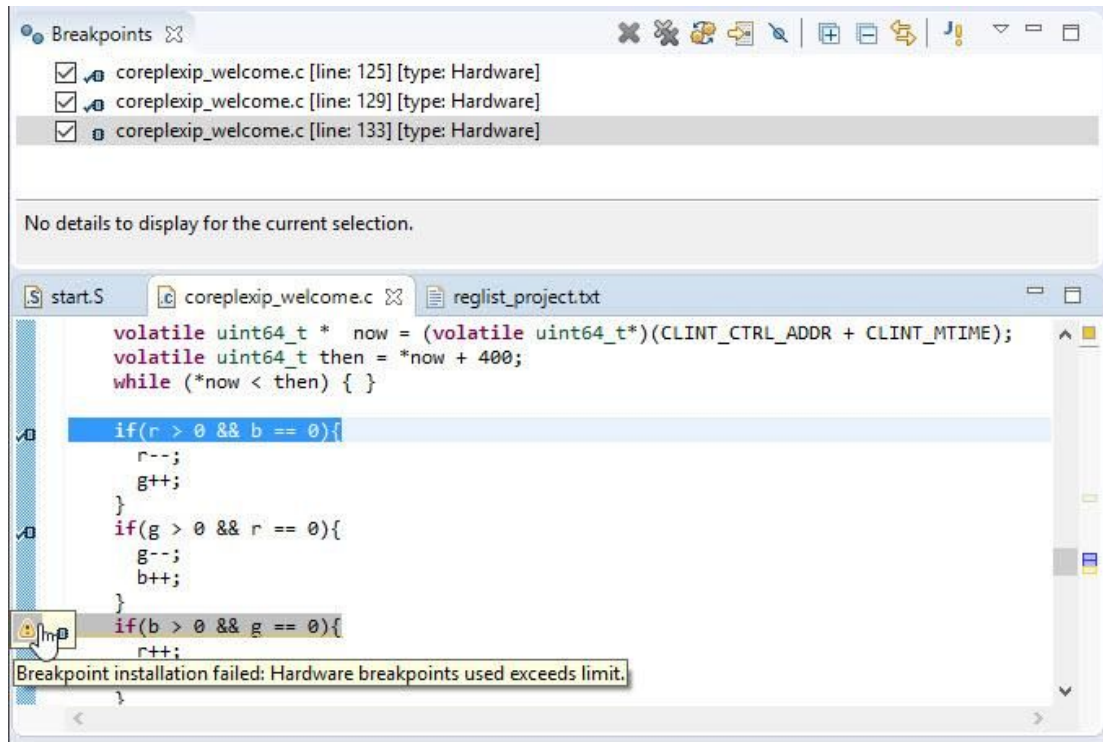 Breakpoints
coreplexip_welcome.c [line: 125] [type: Hardware]
coreplexip_welcome.c [line: 129] [type: Hardware]
coreplexip_welcome.c [line: 133] [type: Hardware]
No details to display for the current selection.
start.S coreplexip_welcome.c reglist_project.txt
volatile uint64_t * now = (volatile uint64_t*)(CLINT_CTRL_ADDR + CLINT_MTIME);
volatile uint64_t then = *now + 400;
while (*now < then) { }
if(r > 0 && b == 0){
r--;
g++;
}
if(g > 0 && r == 0){
g--;
b++;
}
if(b > 0 && g == 0){
r++;
Breakpoint installation failed: Hardware breakpoints used exceeds limit.
}